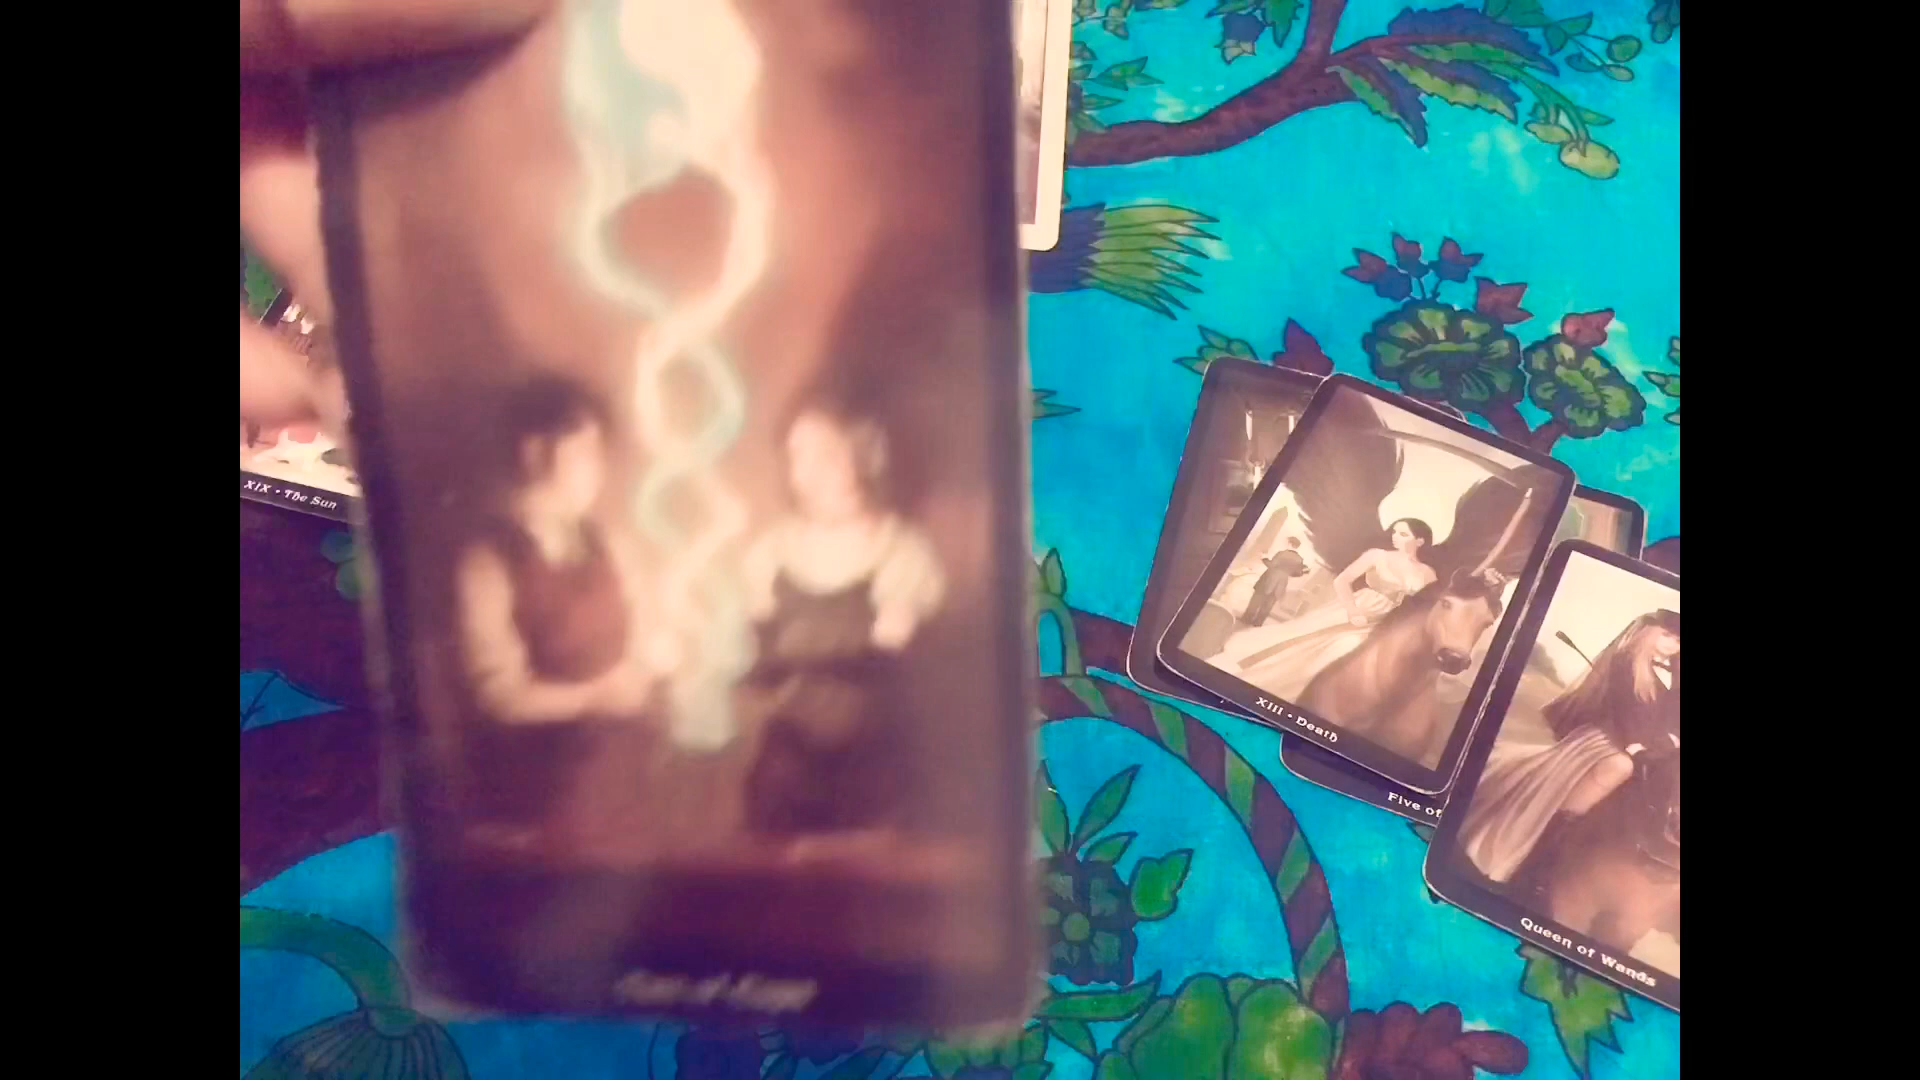 XIX • The Sun
XIII • Death
Five of
Queen of Wands